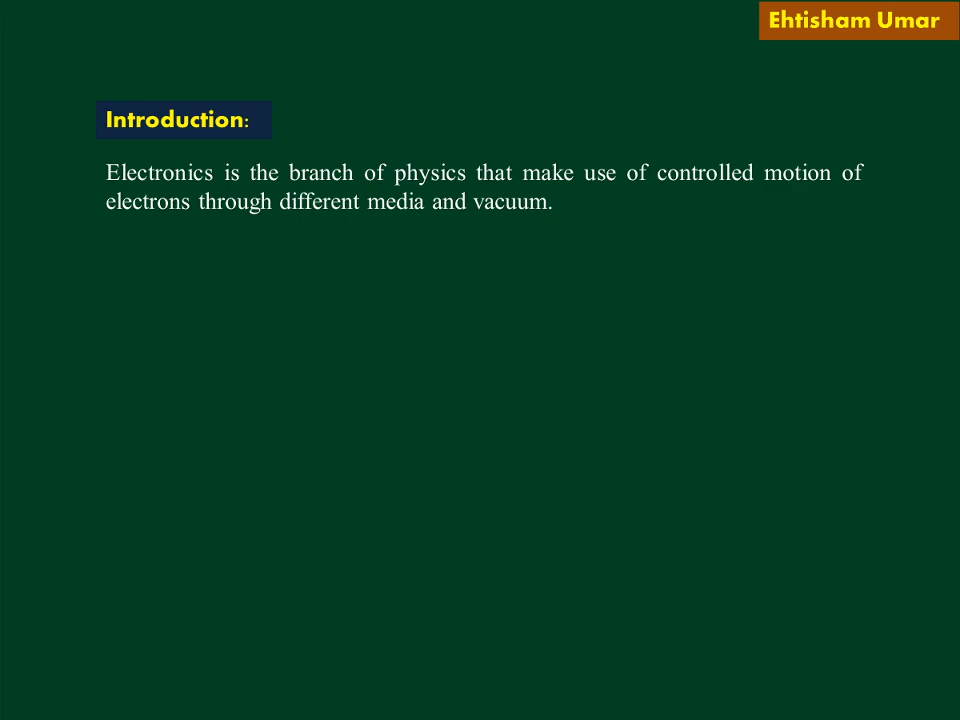 Ehtisham Umar
Introduction:
Electronics is the branch of physics that make use of controlled motion of
electrons through different media and vacuum.